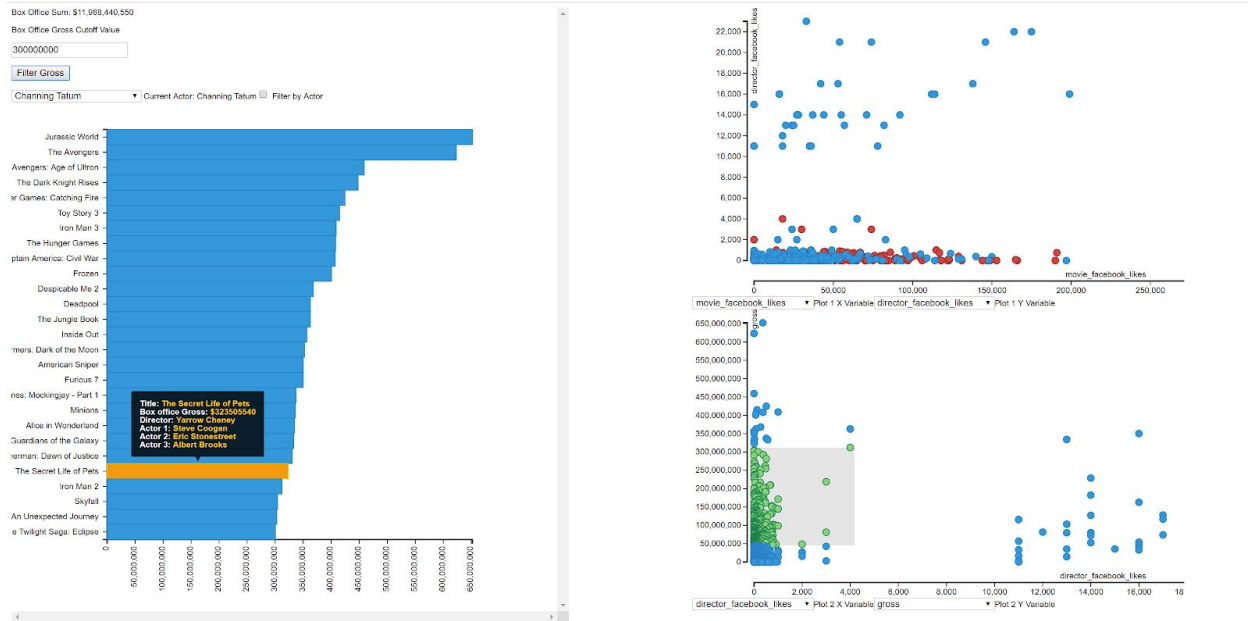 Box Office Sum: $11,988,440,550
Box Office Gross Cutoff Value
300000000
Filter Gross
Channing Tatum Current Actor: Channing Tatum Filter by Actor
Jurassic World
The Avengers
Avengers: Age of Ultron
The Dark Knight Rises
er Games: Catching Fire
Toy Story 3
Iron Man 3
The Hunger Games
ptain America: Civil War
Frozen
Despicable Me 2
Deadpool
The Jungle Book
Inside Out
rmers: Dark of the Moon
American Sniper
Furious 7
nes: Mockingjay - Part 1
Minions
Alice in Wonderland
Guardians of the Galaxy
erman: Dawn of Justice
The Secret Life of Pets
Iron Man 2
Skyfall
An Unexpected Journey
e Twilight Saga: Eclipse
Title: The Secret Life of Pets
Box office Gross: $323505540
Director: Yarrow Cheney
Actor 1: Steve Coogan
Actor 2: Eric Stonestreet
Actor 3: Albert Brooks
0
50,000,000
100,000,000
150,000,000
200,000,000
250,000,000
300,000,000
350,000,000
400,000,000
450,000,000
500,000,000
550,000,000
600,000,000
650,000,000
director_facebook_likes
22,000
20,000
18,000
16,000
14,000
12,000
10,000
8,000
6,000
4,000
2,000
0
movie_facebook_likes
0 50,000 100,000 150,000 200,000 250,000
movie_facebook_likes Plot 1 X Variable director_facebook_likes Plot 1 Y Variable
gross
650,000,000
600,000,000
550,000,000
500,000,000
450,000,000
400,000,000
350,000,000
300,000,000
250,000,000
200,000,000
150,000,000
100,000,000
50,000,000
0
director_facebook_likes
0 2,000 4,000 6,000 8,000 10,000 12,000 14,000 16,000 18
director_facebook_likes Plot 2 X Variable gross Plot 2 Y Variable